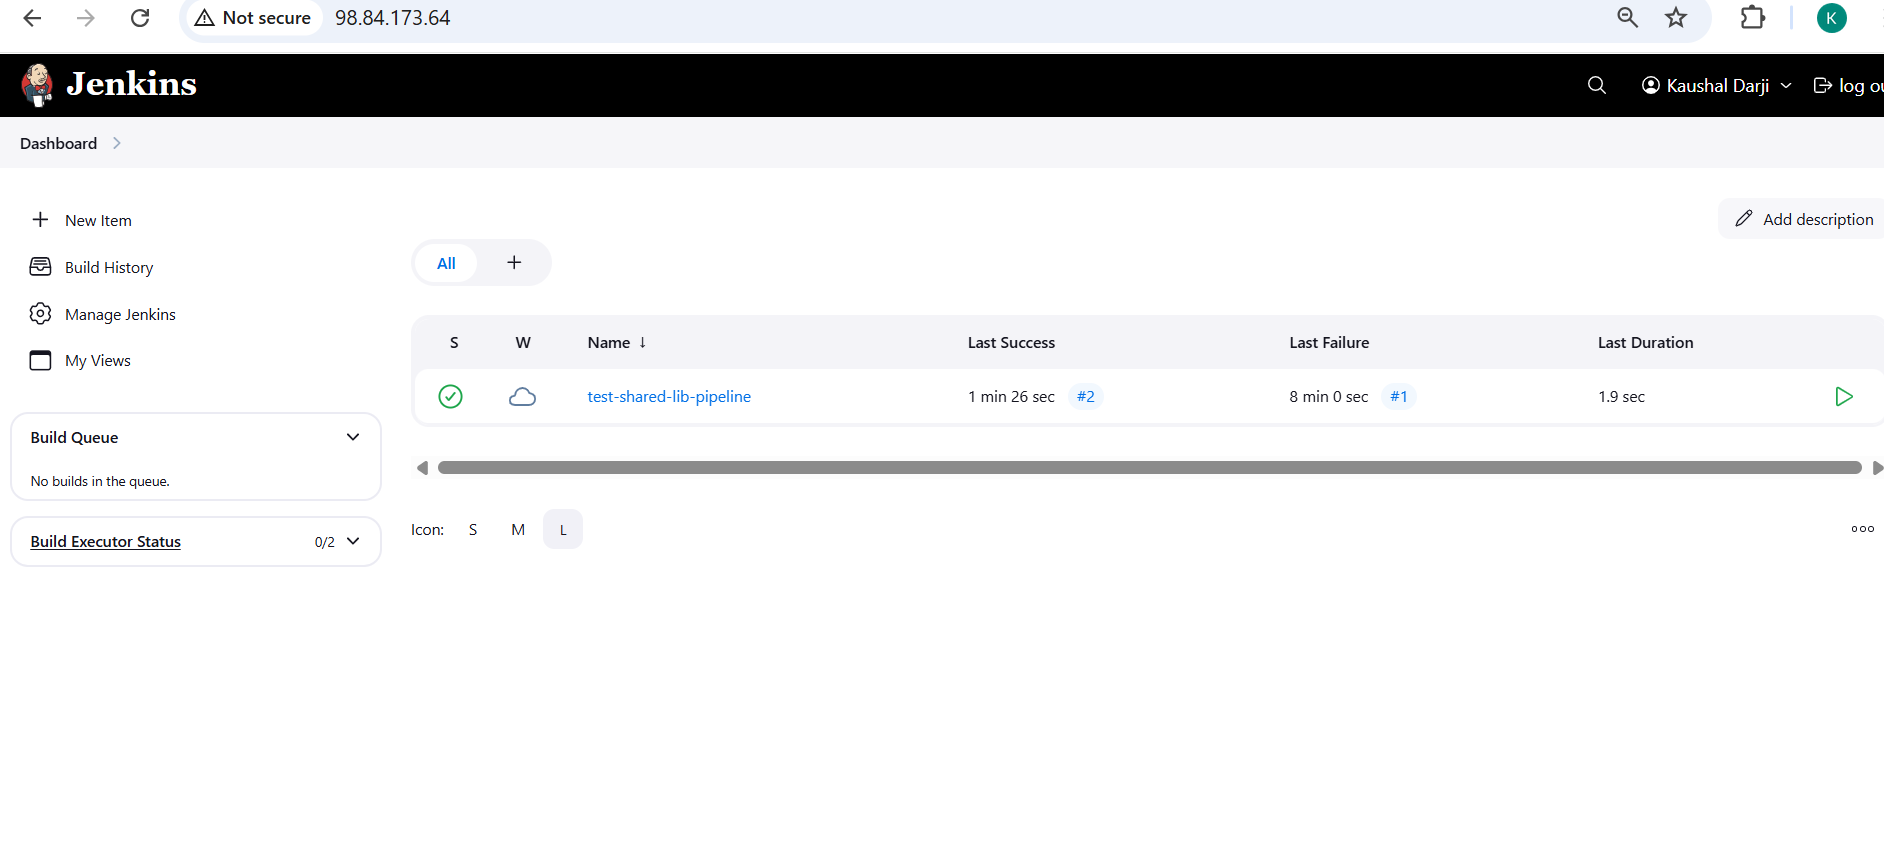 Not secure 98.84.173.64 K
Jenkins Kaushal Darji log ou
Dashboard
New Item
Build History
Manage Jenkins
My Views
Build Queue
No builds in the queue.
Build Executor Status 0/2
Add description
All +
S W Name ↓ Last Success Last Failure Last Duration
test-shared-lib-pipeline 1 min 26 sec #2 8 min 0 sec #1 1.9 sec
Icon: S M L